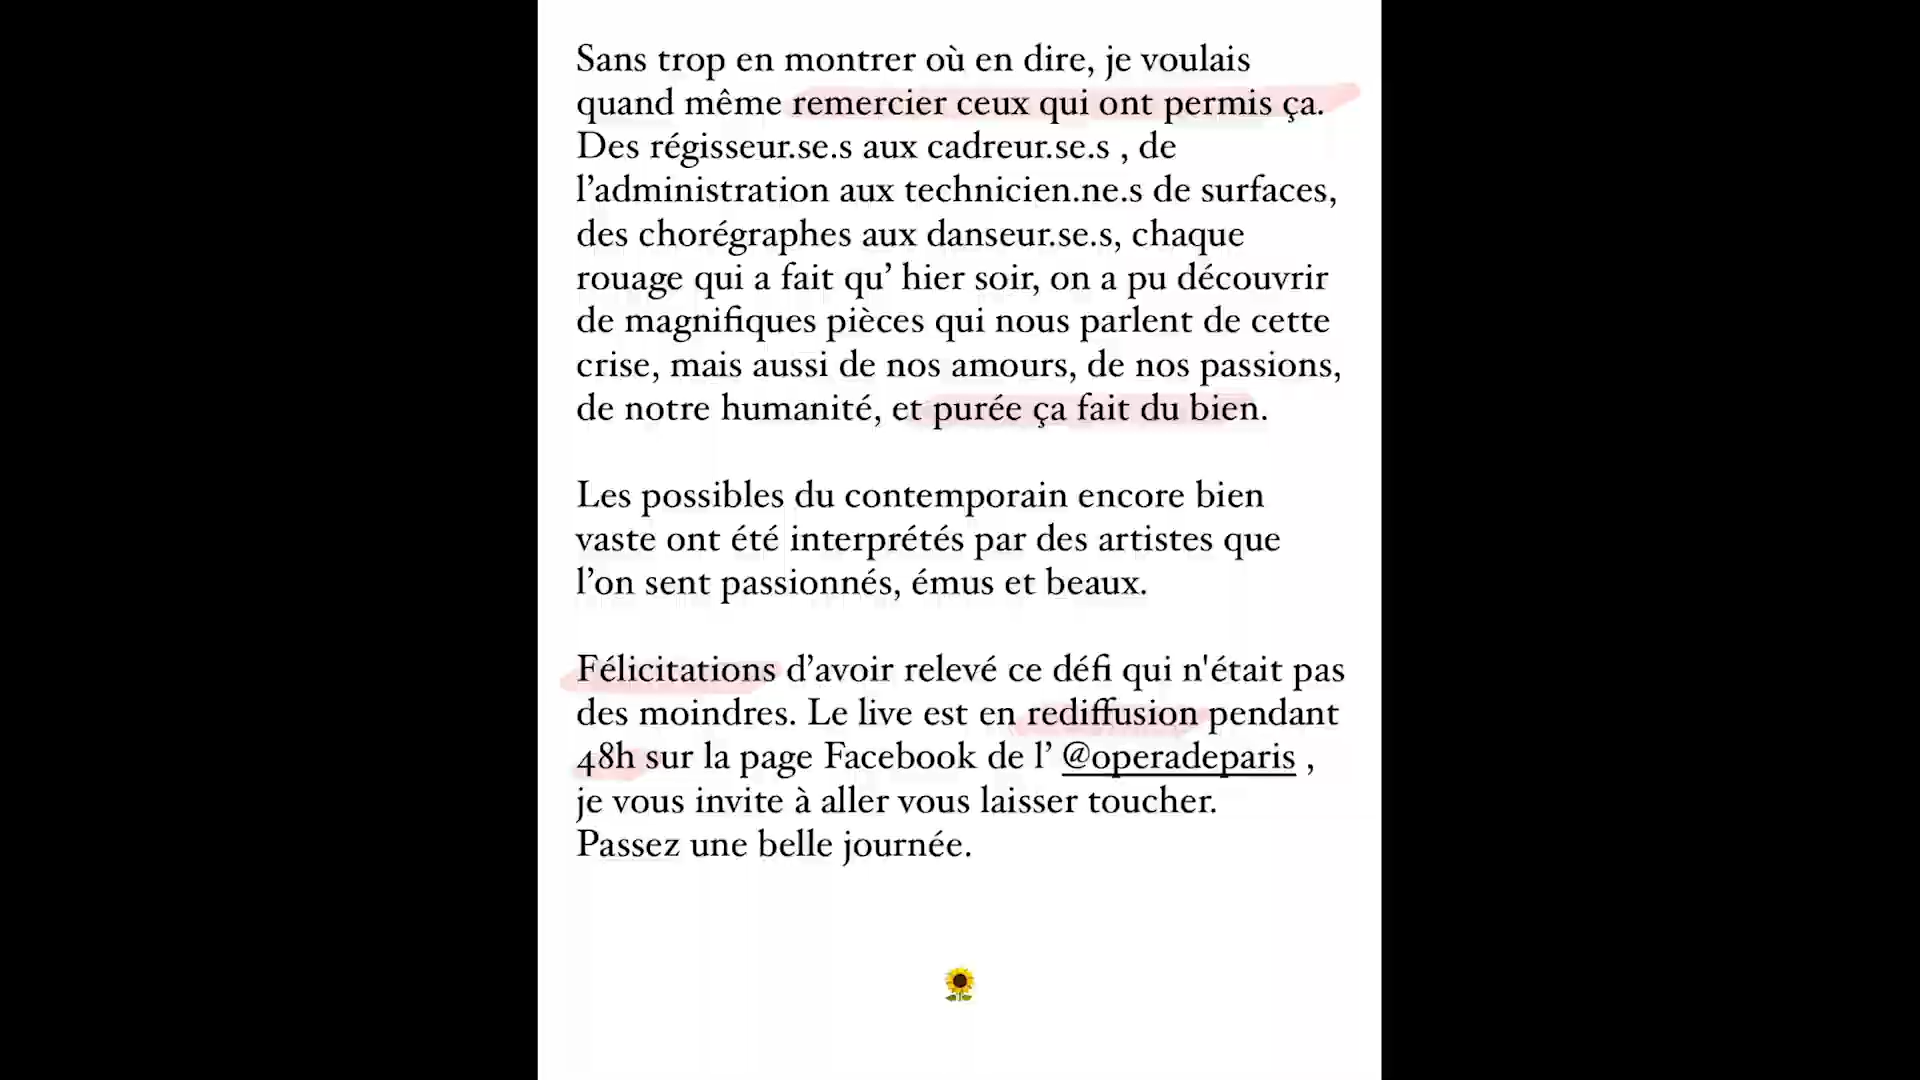 Sans trop en montrer où en dire, je voulais
quand même remercier ceux qui ont permis ça.
Des régisseur.se.s aux cadreur.se.s , de
l’administration aux technicien.ne.s de surfaces,
des chorégraphes aux danseur.se.s, chaque
rouage qui a fait qu’ hier soir, on a pu découvrir
de magnifiques pièces qui nous parlent de cette
crise, mais aussi de nos amours, de nos passions,
de notre humanité, et purée ça fait du bien.
Les possibles du contemporain encore bien
vaste ont été interprétés par des artistes que
l’on sent passionnés, émus et beaux.
Félicitations d’avoir relevé ce défi qui n'était pas
des moindres. Le live est en rediffusion pendant
48h sur la page Facebook de l’ @operadeparis ,
je vous invite à aller vous laisser toucher.
Passez une belle journée.